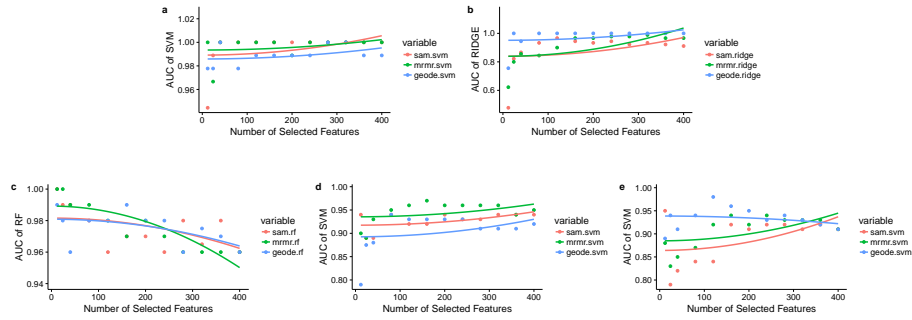 a
AUC of SVM
1.02
1.00
0.98
0.96
0 100 200 300 400
Number of Selected Features
variable
sam.svm
mrmr.svm
geode.svm
b
AUC of RIDGE
1.0
0.8
0.6
0 100 200 300 400
Number of Selected Features
variable
sam.ridge
mrmr.ridge
geode.ridge
c
AUC of RF
1.00
0.98
0.96
0.94
0 100 200 300 400
Number of Selected Features
variable
sam.rf
mrmr.rf
geode.rf
d
AUC of SVM
0.95
0.90
0.85
0.80
0 100 200 300 400
Number of Selected Features
variable
sam.svm
mrmr.svm
geode.svm
e
AUC of SVM
0.95
0.90
0.85
0.80
0 100 200 300 400
Number of Selected Features
variable
sam.svm
mrmr.svm
geode.svm